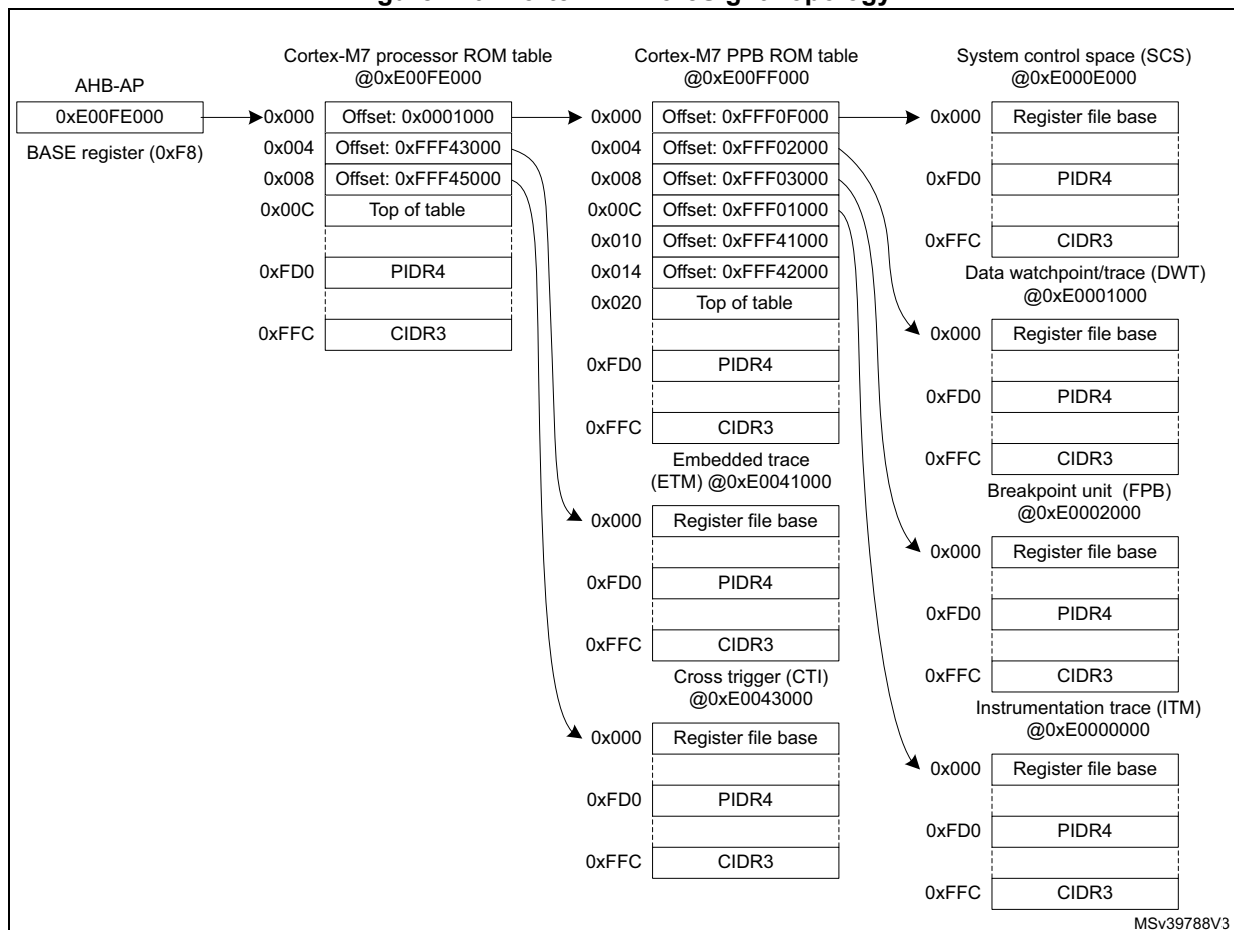 AHB-AP
0xE00FE000
BASE register (0xF8)
Cortex-M7 processor ROM table
@0xE00FE000
0x000 Offset: 0x0001000
0x004 Offset: 0xFFF43000
0x008 Offset: 0xFFF45000
0x00C Top of table
0xFD0 PIDR4
0xFFC CIDR3
Cortex-M7 PPB ROM table
@0xE00FF000
0x000 Offset: 0xFFF0F000
0x004 Offset: 0xFFF02000
0x008 Offset: 0xFFF03000
0x00C Offset: 0xFFF01000
0x010 Offset: 0xFFF41000
0x014 Offset: 0xFFF42000
0x020 Top of table
0xFD0 PIDR4
0xFFC CIDR3
Embedded trace
(ETM) @0xE0041000
0x000 Register file base
0xFD0 PIDR4
0xFFC CIDR3
Cross trigger (CTI)
@0xE0043000
0x000 Register file base
0xFD0 PIDR4
0xFFC CIDR3
System control space (SCS)
@0xE000E000
0x000 Register file base
0xFD0 PIDR4
0xFFC CIDR3
Data watchpoint/trace (DWT)
@0xE0001000
0x000 Register file base
0xFD0 PIDR4
0xFFC CIDR3
Breakpoint unit (FPB)
@0xE0002000
0x000 Register file base
0xFD0 PIDR4
0xFFC CIDR3
Instrumentation trace (ITM)
@0xE0000000
0x000 Register file base
0xFD0 PIDR4
0xFFC CIDR3
MSv39788V3